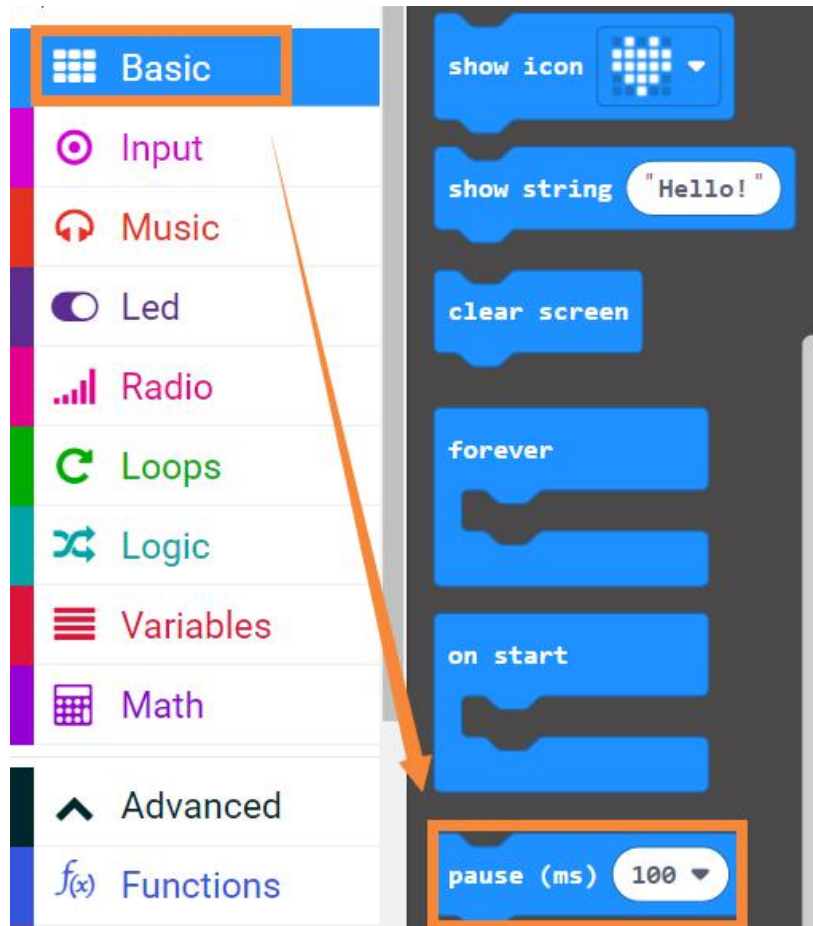 Basic
Input
Music
Led
Radio
Loops
Logic
Variables
Math
Advanced
f(x) Functions
show icon
show string "Hello!"
clear screen
forever
on start
pause (ms) 100